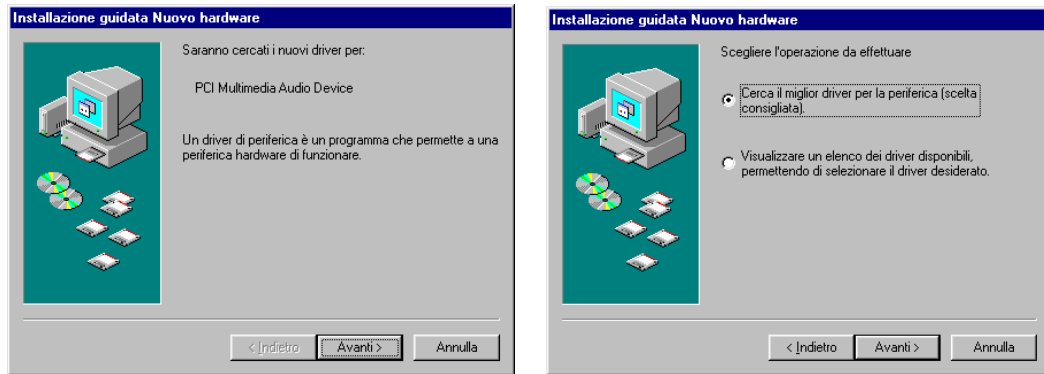 Installazione guidata Nuovo hardware
Saranno cercati i nuovi driver per:
PCI Multimedia Audio Device
Un driver di periferica è un programma che permette a una
periferica hardware di funzionare.
< Indietro
Avanti >
Annulla
Installazione guidata Nuovo hardware
Scegliere l'operazione da effettuare
Cerca il miglior driver per la periferica (scelta
consigliata).
Visualizzare un elenco dei driver disponibili,
permettendo di selezionare il driver desiderato.
< Indietro
Avanti >
Annulla